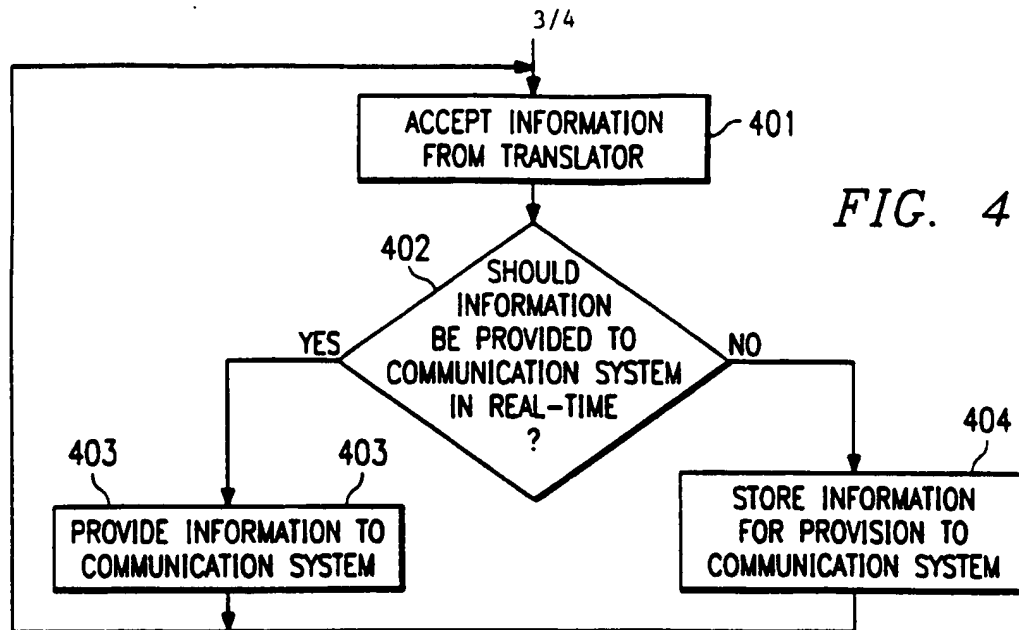 3/4
ACCEPT INFORMATION
FROM TRANSLATOR
401
FIG. 4
402
SHOULD
INFORMATION
BE PROVIDED TO
COMMUNICATION SYSTEM
IN REAL-TIME
?
YES
NO
403
403
PROVIDE INFORMATION TO
COMMUNICATION SYSTEM
404
STORE INFORMATION
FOR PROVISION TO
COMMUNICATION SYSTEM